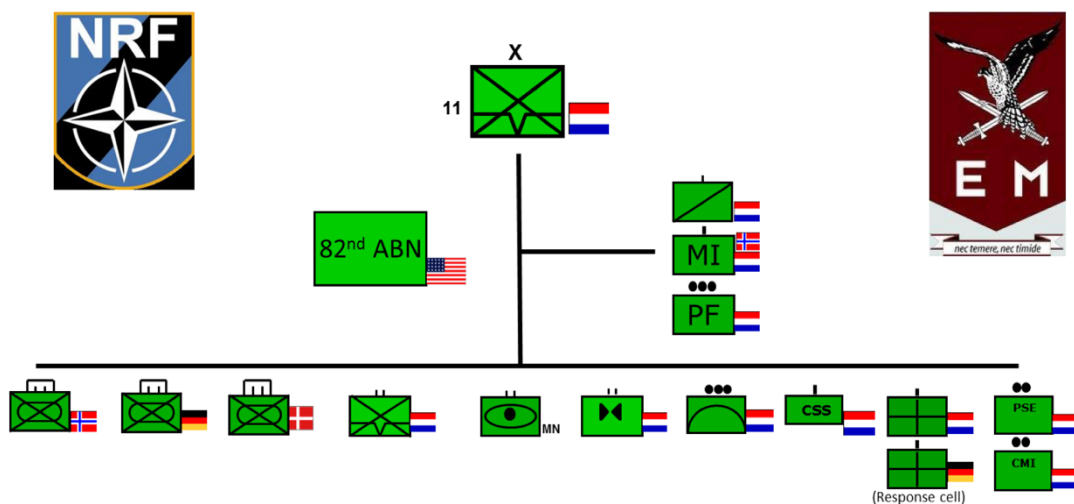 NRF
X
11
82nd ABN
MI
PF
E M
nec temere, nec timide
MN
CSS
PSE
CMI
(Response cell)